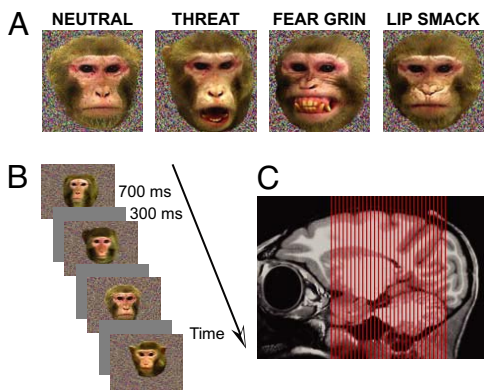 A
NEUTRAL THREAT FEAR GRIN LIP SMACK
B
700 ms
300 ms
Time
C